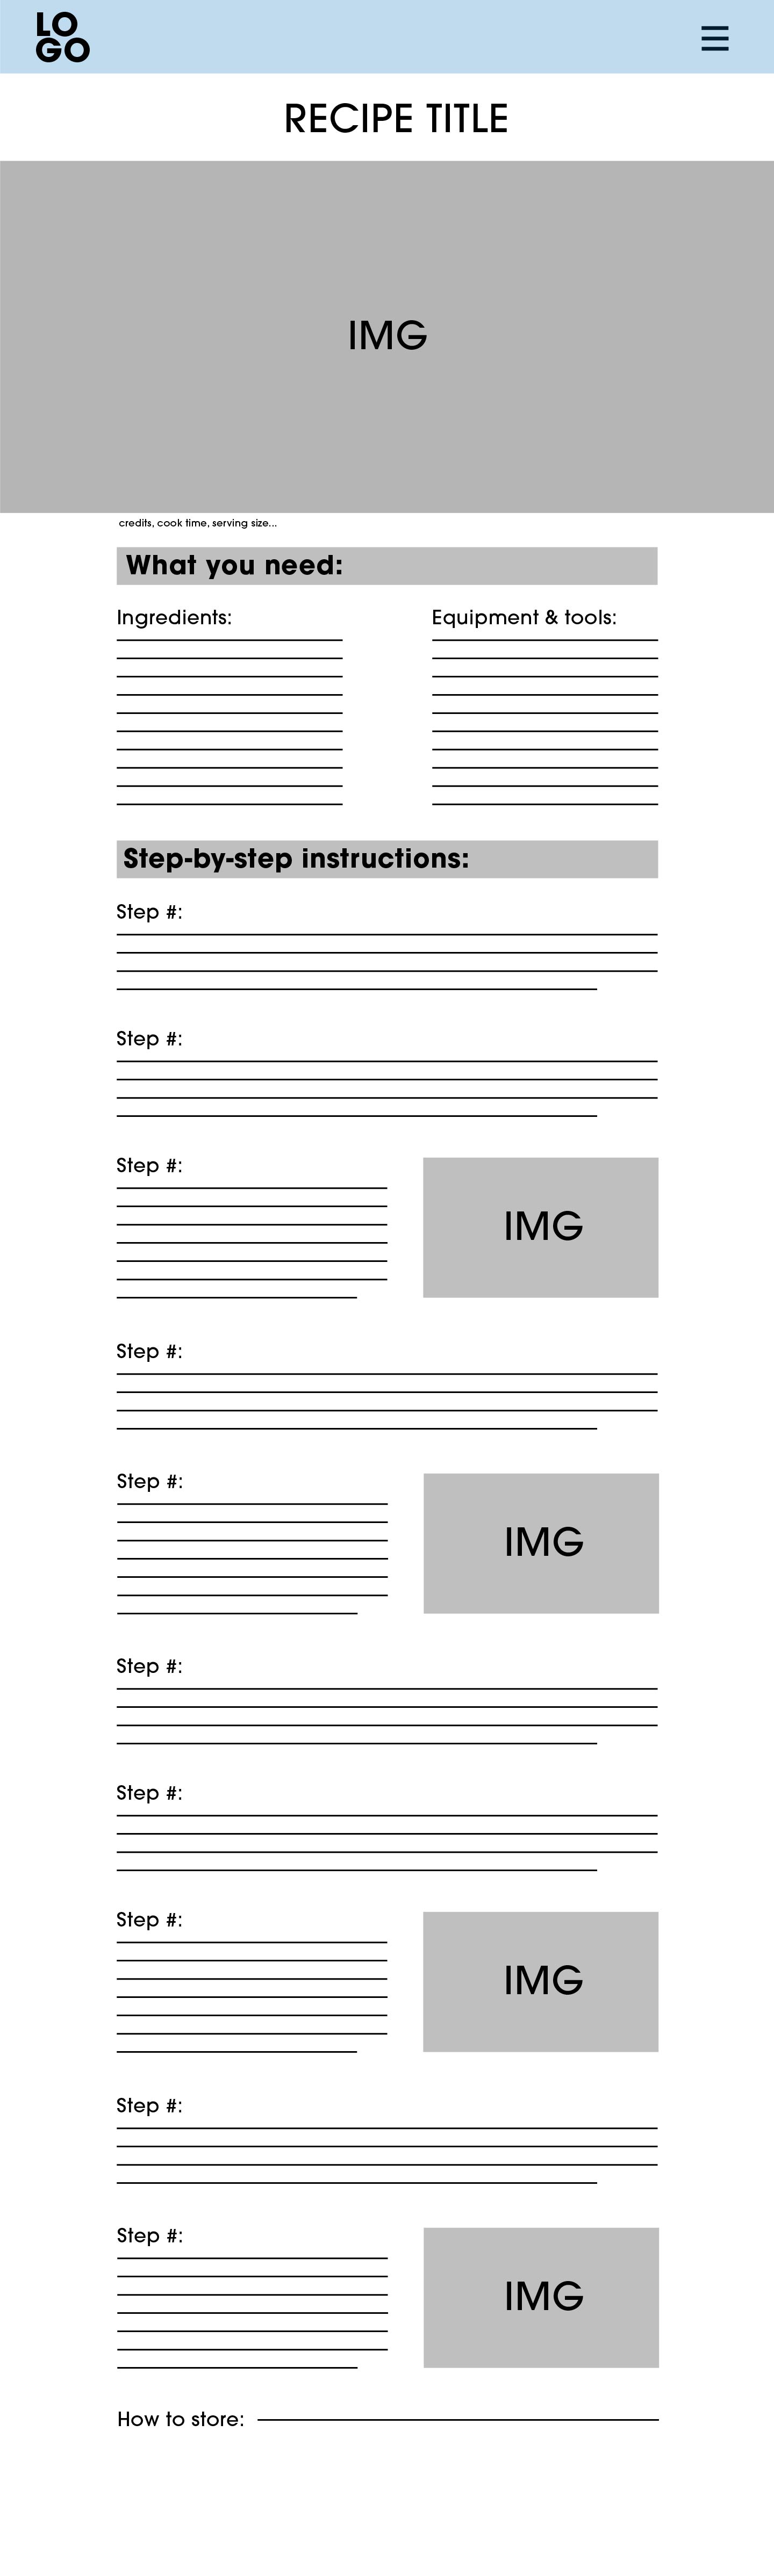 LO
GO
RECIPE TITLE
IMG
credits, cook time, serving size...
What you need:
Ingredients:
Equipment & tools:
Step-by-step instructions:
Step #:
Step #:
Step #:
IMG
Step #:
Step #:
IMG
Step #:
Step #:
Step #:
IMG
Step #:
Step #:
IMG
How to store: